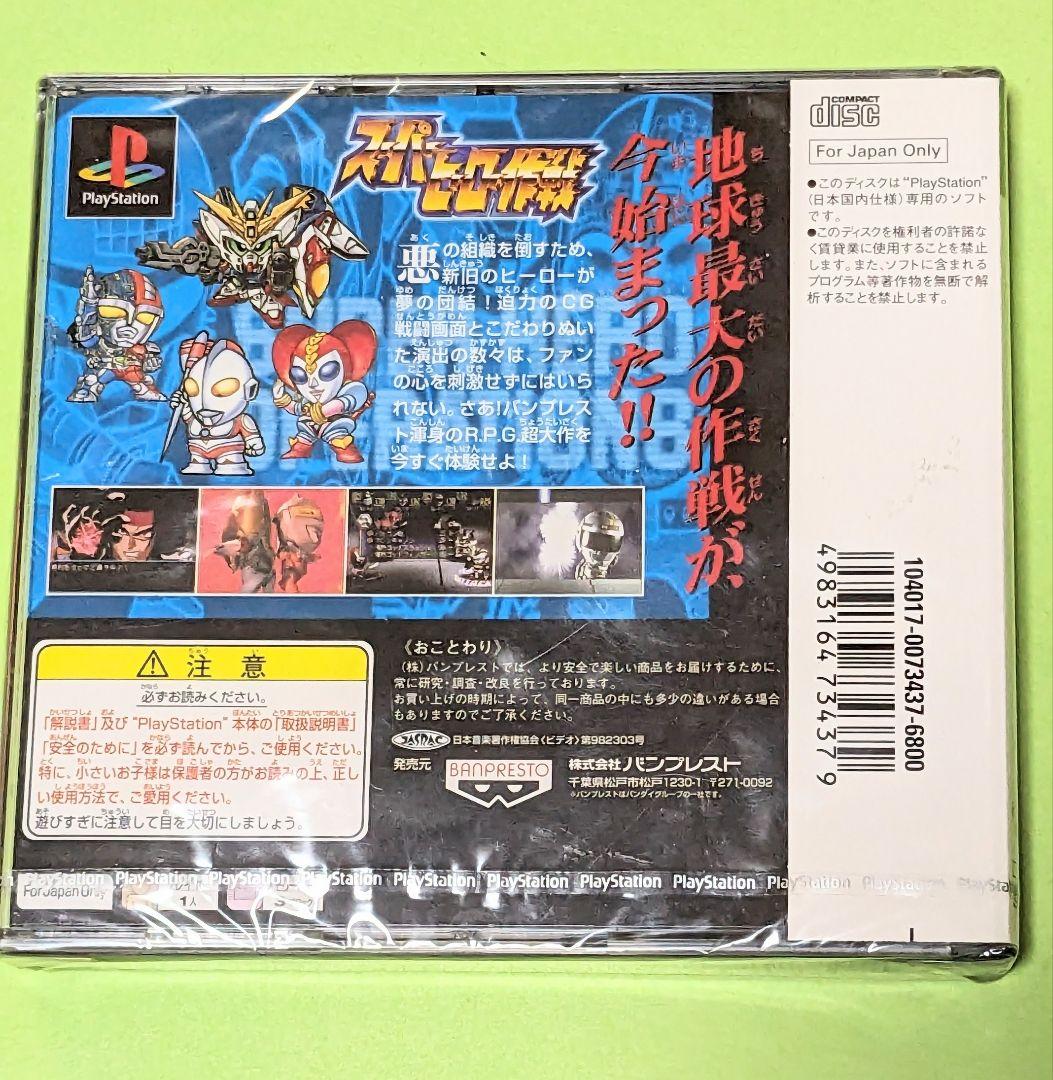 PlayStation
スーパーヒーロー作戦
悪の組織を倒すため、
新旧のヒーローが
夢の団結！迫力のCG
戦闘画面とこだわりぬい
た演出の数々は、ファン
の心を刺激せずにはいら
れない。さあ!バンプレス
ト渾身のR.P.G.超大作を
今すぐ体験せよ！
地球最大の作戦が、
今始まった!!
COMPACT
disc
For Japan Only
●このディスクは“PlayStation”
(日本国内仕様)専用のソフト
です。
●このディスクを権利者の許諾な
く賃貸業に使用することを禁止
します。また、ソフトに含まれる
プログラム等著作物を無断で解
析することを禁止します。
104017-0073437-6800
4983164734379
⚠注意
必ずお読みください。
「解説書」及び“PlayStation”本体の「取扱説明書」
「安全のために」を必ず読んでから、ご使用ください。
特に、小さいお子様は保護者の方がお読みの上、正し
い使用方法で、ご愛用ください。
遊びすぎに注意して目を大切にしましょう。
《おことわり》
(株)バンプレストでは、より安全で楽しい商品をお届けするために、
常に研究・調査・改良を行っております。
お買い上げの時期によって、同一商品の中にも多少の違いがある場合
もありますのでご了承ください。
JASRAC 日本音楽著作権協会〈ビデオ〉第982303号
発売元
BANPRESTO
株式会社バンプレスト
千葉県松戸市松戸1230-1 〒271-0092
※バンプレストはバンダイグループの一社です。
PlayStation PlayStation PlayStation PlayStation PlayStation PlayStation PlayStation PlayStation PlayStation PlayStation
For Japan Only
1人